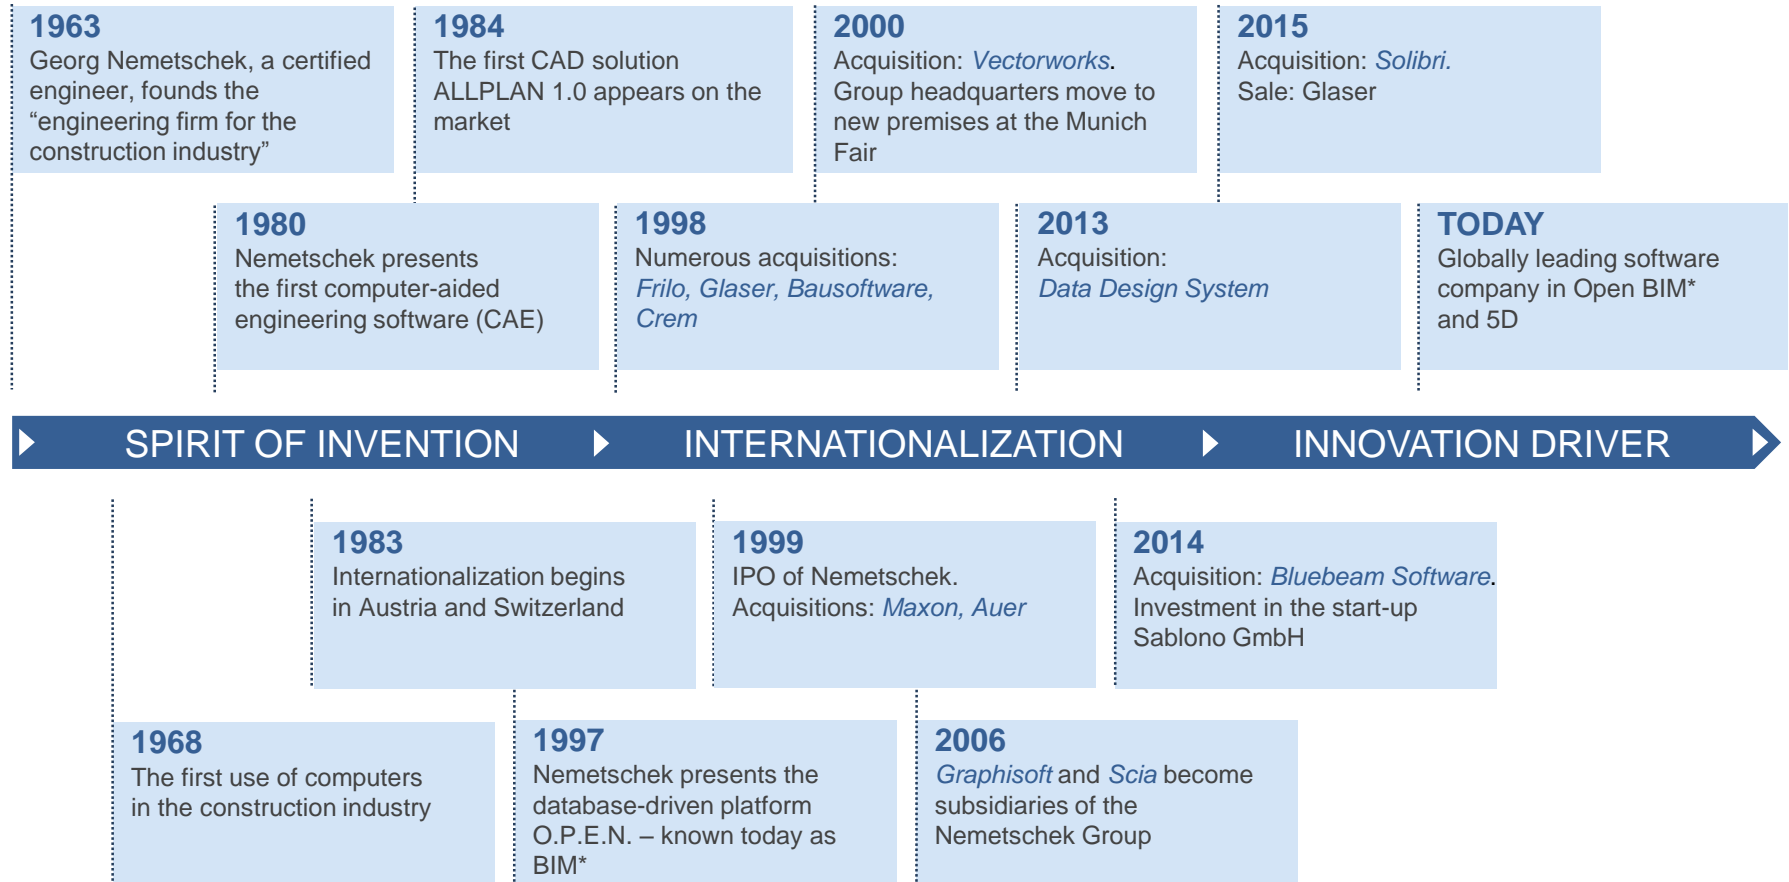 1963
Georg Nemetschek, a certified
engineer, founds the
“engineering firm for the
construction industry”
1984
The first CAD solution
ALLPLAN 1.0 appears on the
market
2000
Acquisition: Vectorworks.
Group headquarters move to
new premises at the Munich
Fair
2015
Acquisition: Solibri.
Sale: Glaser
1980
Nemetschek presents
the first computer-aided
engineering software (CAE)
1998
Numerous acquisitions:
Frilo, Glaser, Bausoftware,
Crem
2013
Acquisition:
Data Design System
TODAY
Globally leading software
company in Open BIM*
and 5D
SPIRIT OF INVENTION
INTERNATIONALIZATION
INNOVATION DRIVER
1983
Internationalization begins
in Austria and Switzerland
1999
IPO of Nemetschek.
Acquisitions: Maxon, Auer
2014
Acquisition: Bluebeam Software.
Investment in the start-up
Sablono GmbH
1968
The first use of computers
in the construction industry
1997
Nemetschek presents the
database-driven platform
O.P.E.N. – known today as
BIM*
2006
Graphisoft and Scia become
subsidiaries of the
Nemetschek Group